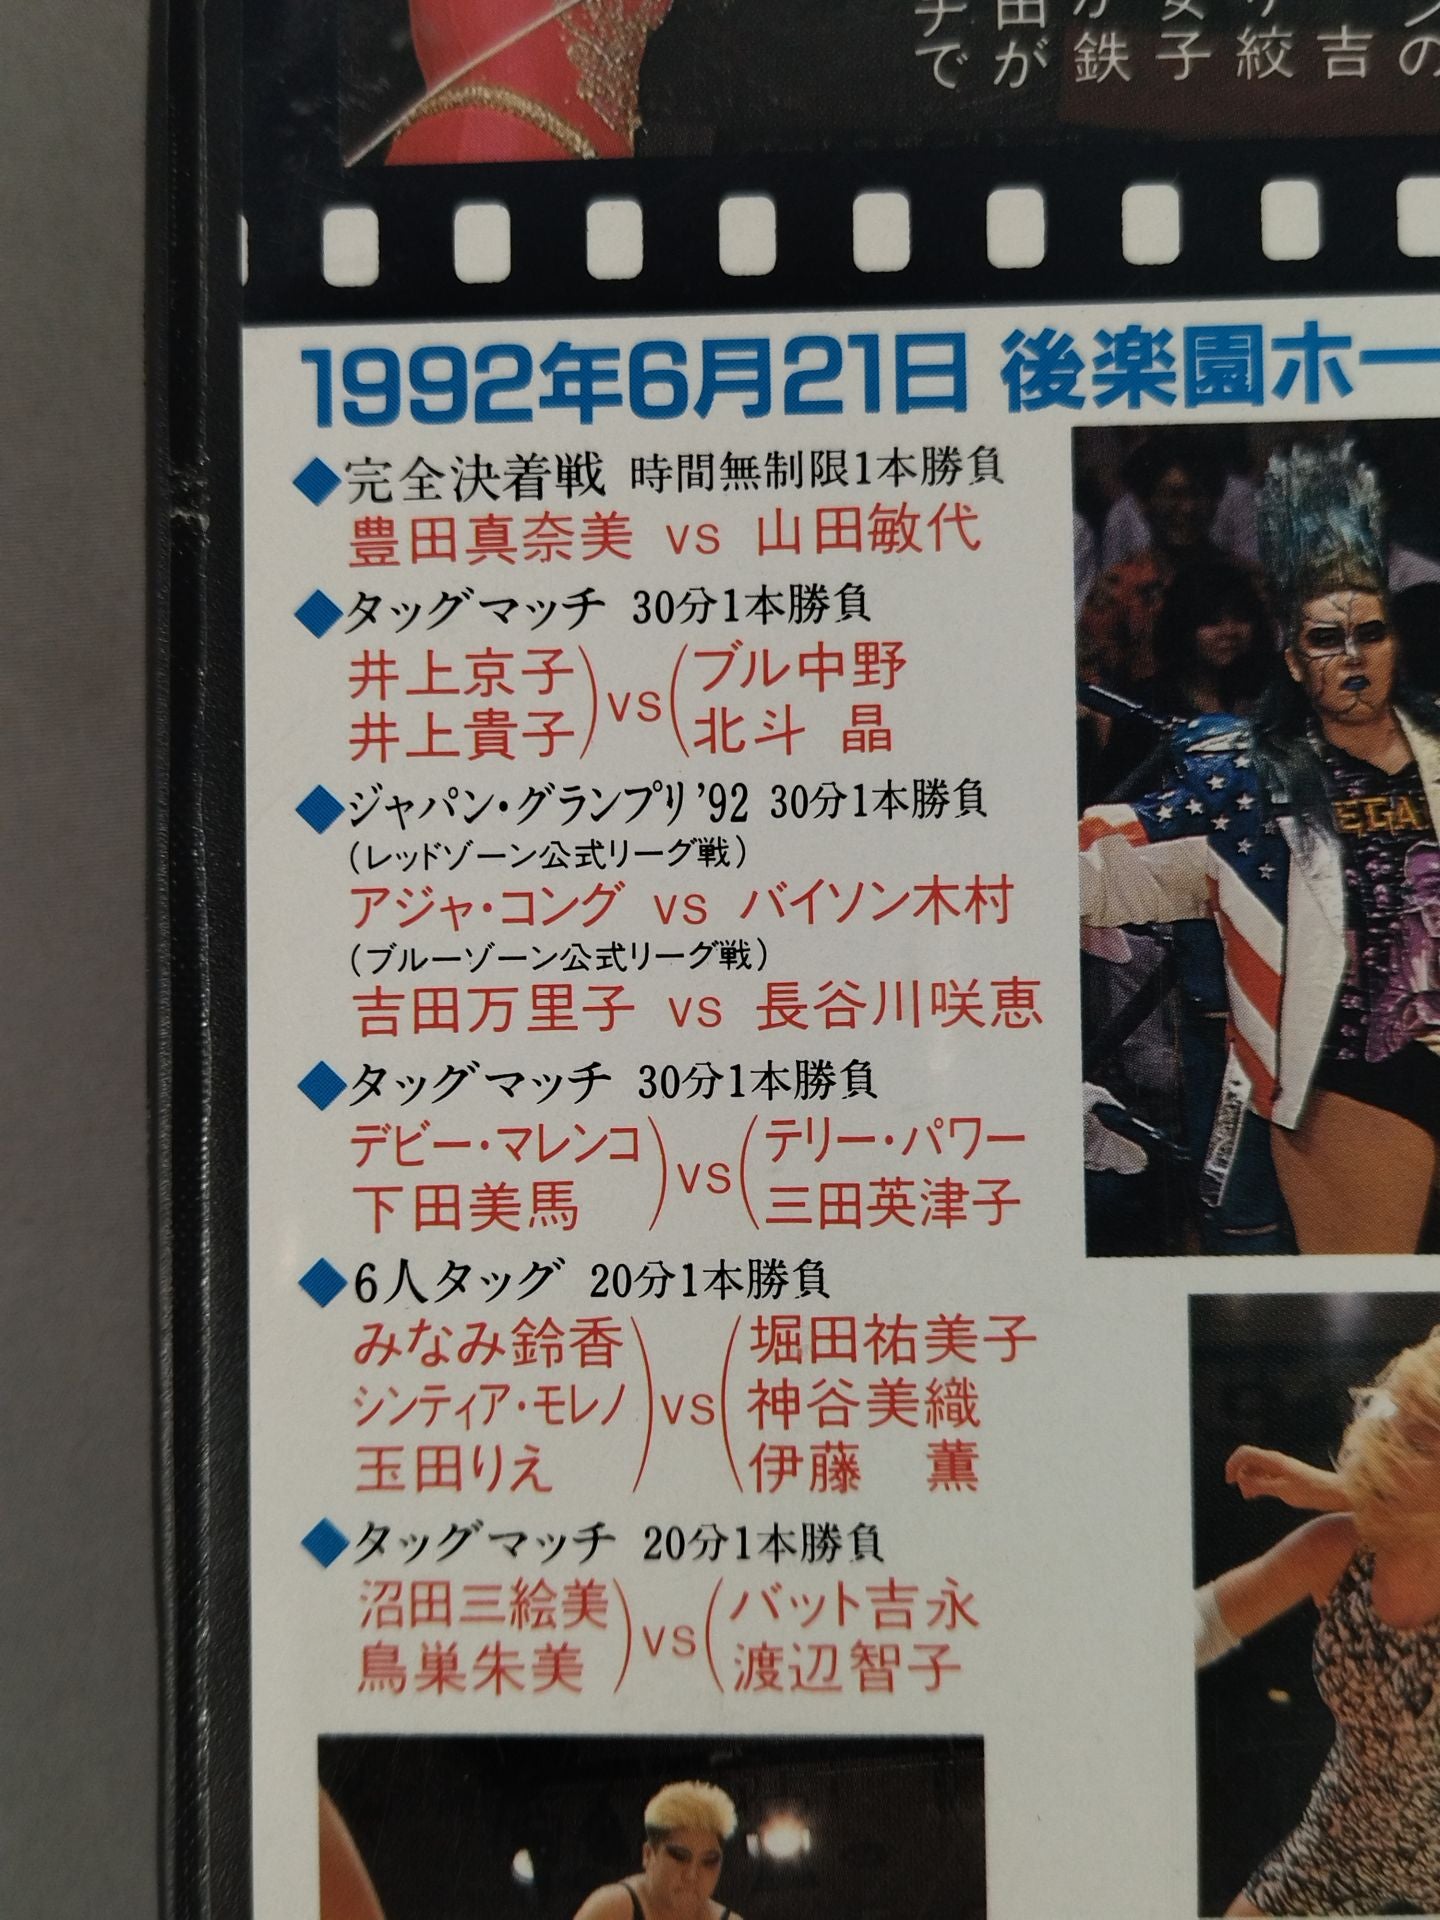 で が 鉄 子 絞 吉 の
1992年6月21日 後楽園ホー
◆完全決着戦 時間無制限1本勝負
豊田真奈美 vs 山田敏代
◆タッグマッチ 30分1本勝負
井上京子 井上貴子 vs ブル中野 北斗 晶
◆ジャパン・グランプリ'92 30分1本勝負
(レッドゾーン公式リーグ戦)
アジャ・コング vs バイソン木村
(ブルーゾーン公式リーグ戦)
吉田万里子 vs 長谷川咲恵
◆タッグマッチ 30分1本勝負
デビー・マレンコ 下田美馬 vs テリー・パワー 三田英津子
◆6人タッグ 20分1本勝負
みなみ鈴香 シンティア・モレノ 玉田りえ vs 堀田祐美子 神谷美織 伊藤 薫
◆タッグマッチ 20分1本勝負
沼田三絵美 鳥巣朱美 vs バット吉永 渡辺智子